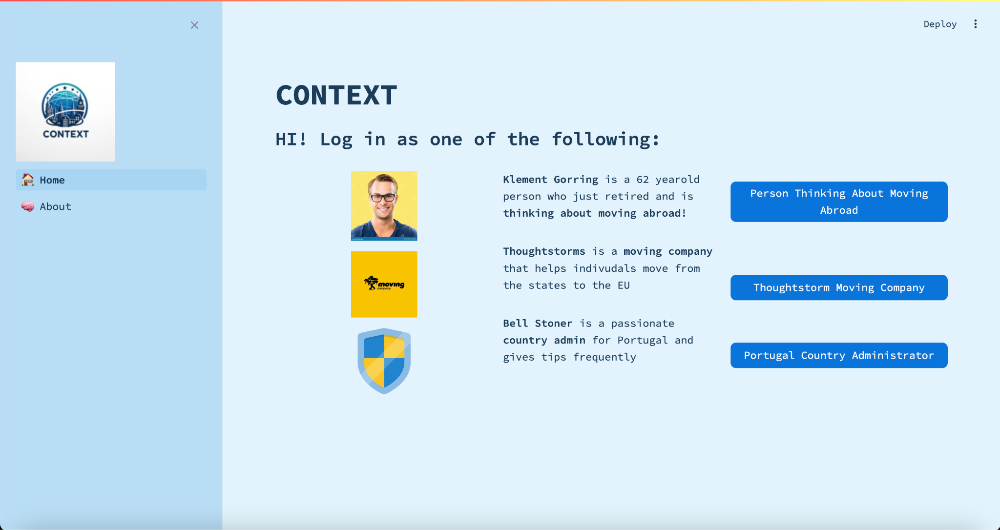 Deploy
CONTEXT
Home
About
CONTEXT
HI! Log in as one of the following:
Klement Gorring is a 62 yearold
person who just retired and is
thinking about moving abroad!
Person Thinking About Moving
Abroad
moving
company
Thoughtstorms is a moving company
that helps indivudals move from
the states to the EU
Thoughtstorm Moving Company
Bell Stoner is a passionate
country admin for Portugal and
gives tips frequently
Portugal Country Administrator